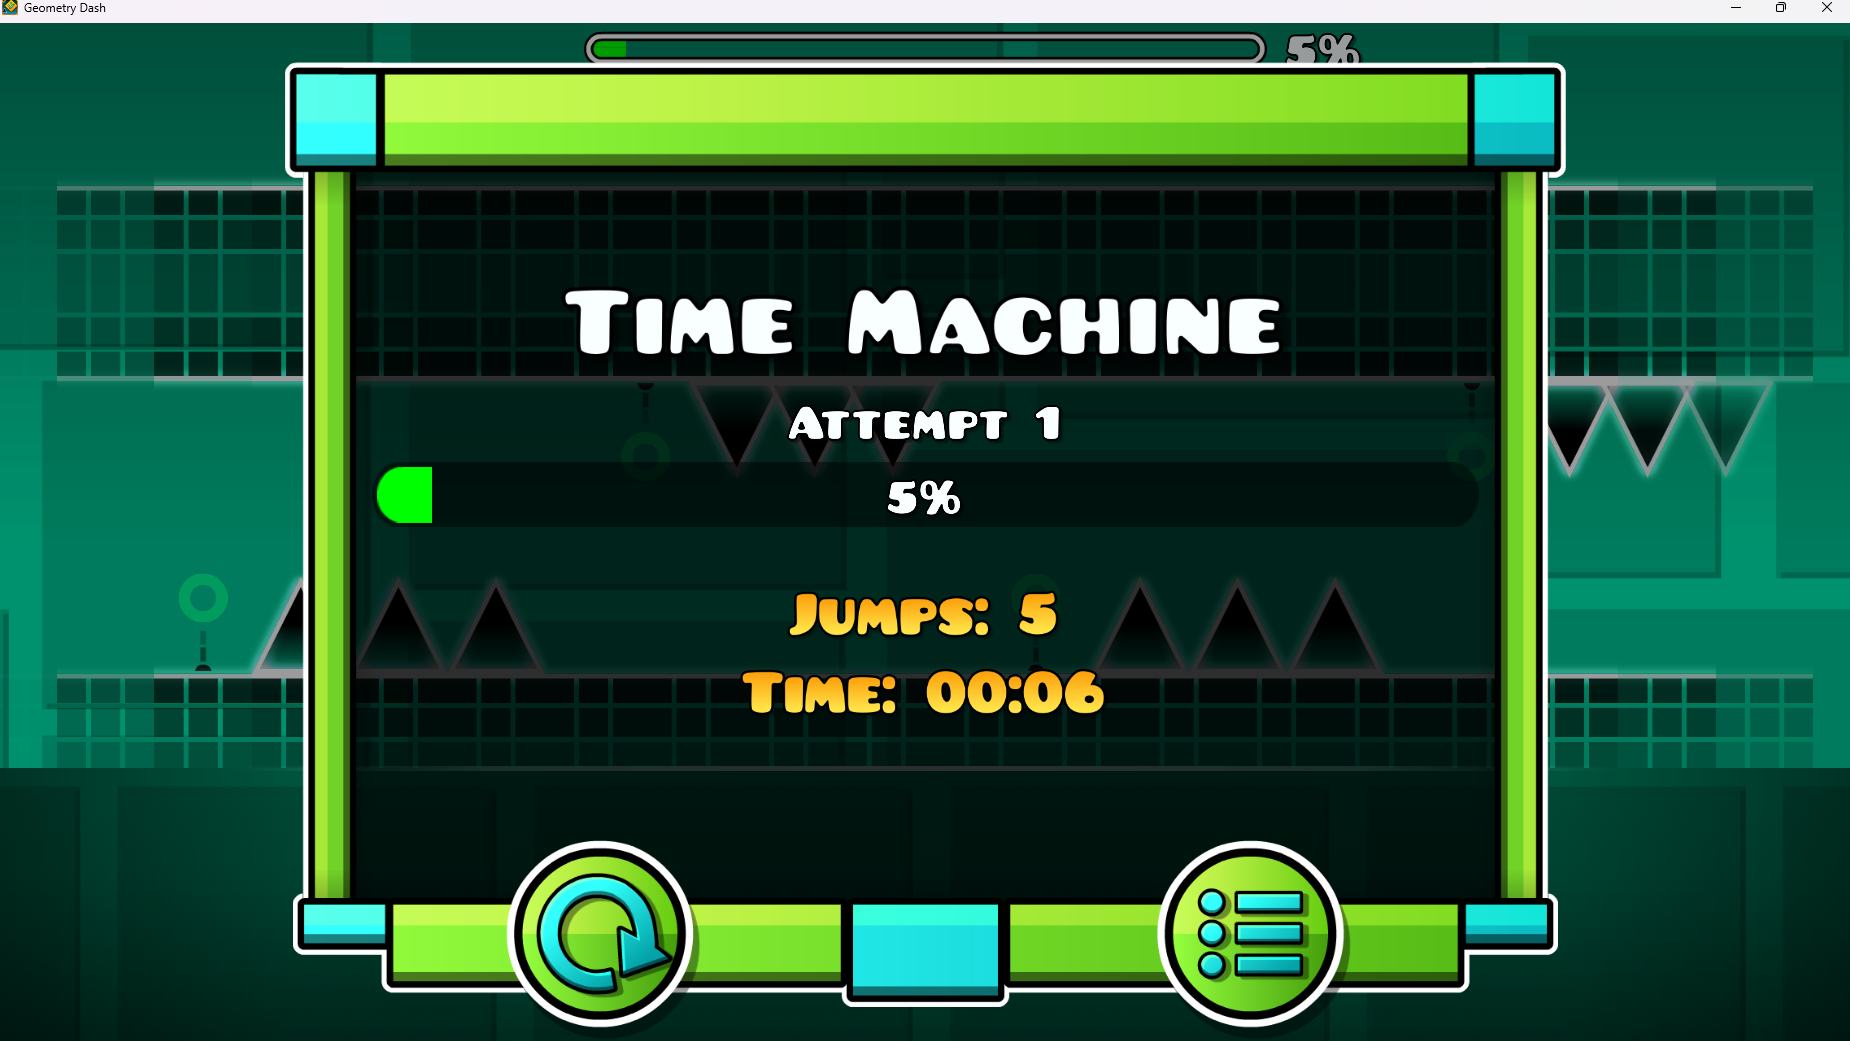 Geometry Dash
5%
Time Machine
Attempt 1
5%
Jumps: 5
Time: 00:06